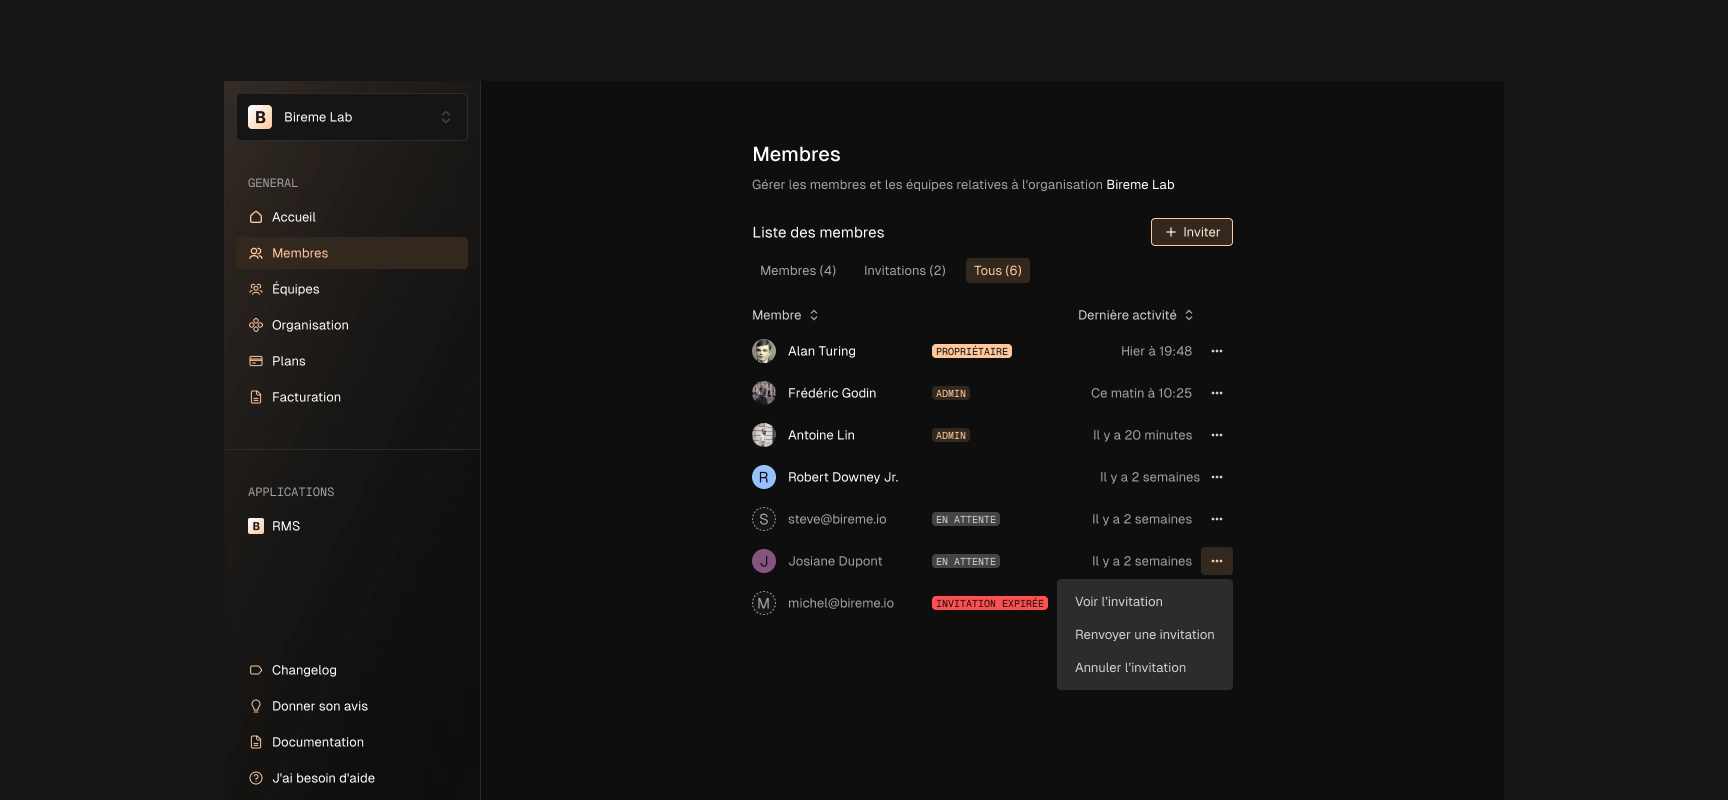 B Bireme Lab
GENERAL
Accueil
Membres
Équipes
Organisation
Plans
Facturation
APPLICATIONS
B RMS
Changelog
Donner son avis
Documentation
J'ai besoin d'aide
Membres
Gérer les membres et les équipes relatives à l'organisation Bireme Lab
Liste des membres
+ Inviter
Membres (4) Invitations (2) Tous (6)
Membre Dernière activité
Alan Turing PROPRIÉTAIRE Hier à 19:48
Frédéric Godin ADMIN Ce matin à 10:25
Antoine Lin ADMIN Il y a 20 minutes
R Robert Downey Jr. Il y a 2 semaines
S steve@bireme.io EN ATTENTE Il y a 2 semaines
J Josiane Dupont EN ATTENTE Il y a 2 semaines
M michel@bireme.io INVITATION EXPIRÉE
Voir l'invitation
Renvoyer une invitation
Annuler l'invitation